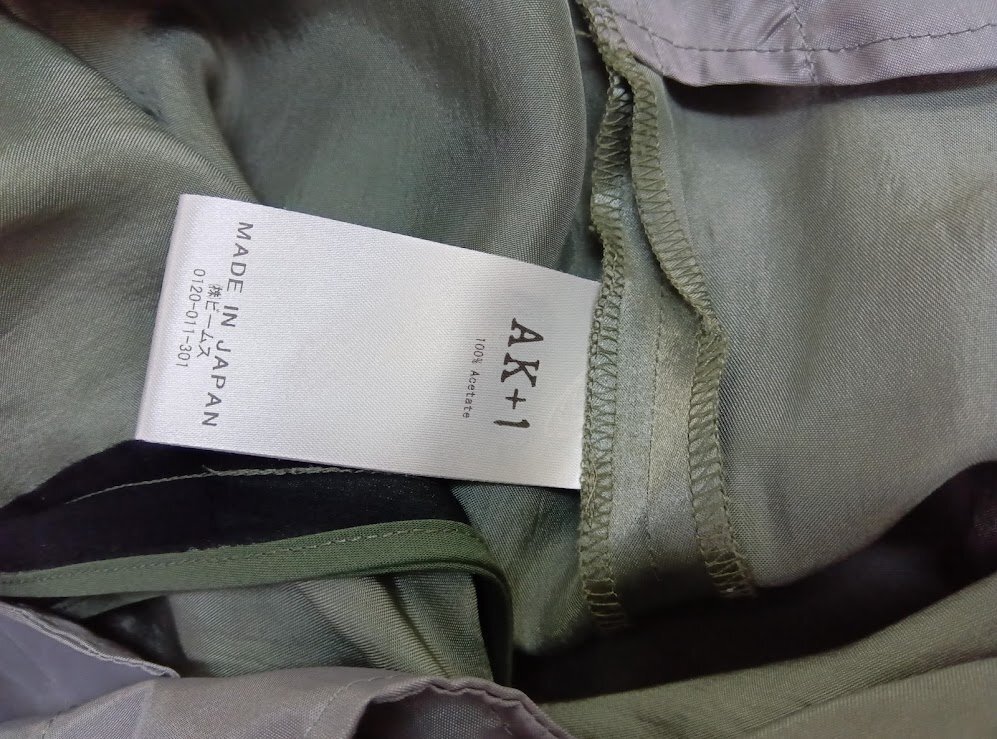 AK+1
100% Acetate
MADE IN JAPAN
㈱ビームス
0120-011-301